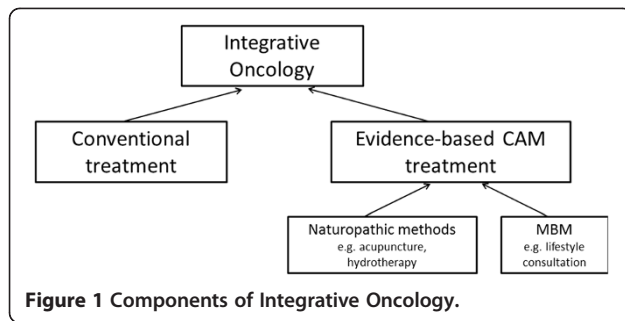 Integrative
Oncology
Conventional
treatment
Evidence-based CAM
treatment
Naturopathic methods
e.g. acupuncture,
hydrotherapy
MBM
e.g. lifestyle
consultation
Figure 1 Components of Integrative Oncology.